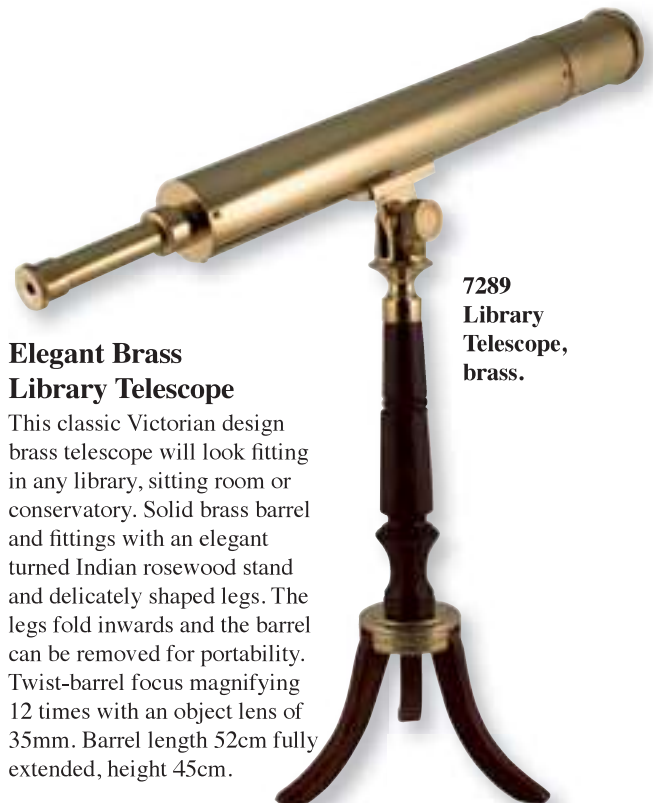 7289
Library
Telescope,
brass.
Elegant Brass
Library Telescope
This classic Victorian design
brass telescope will look fitting
in any library, sitting room or
conservatory. Solid brass barrel
and fittings with an elegant
turned Indian rosewood stand
and delicately shaped legs. The
legs fold inwards and the barrel
can be removed for portability.
Twist-barrel focus magnifying
12 times with an object lens of
35mm. Barrel length 52cm fully
extended, height 45cm.